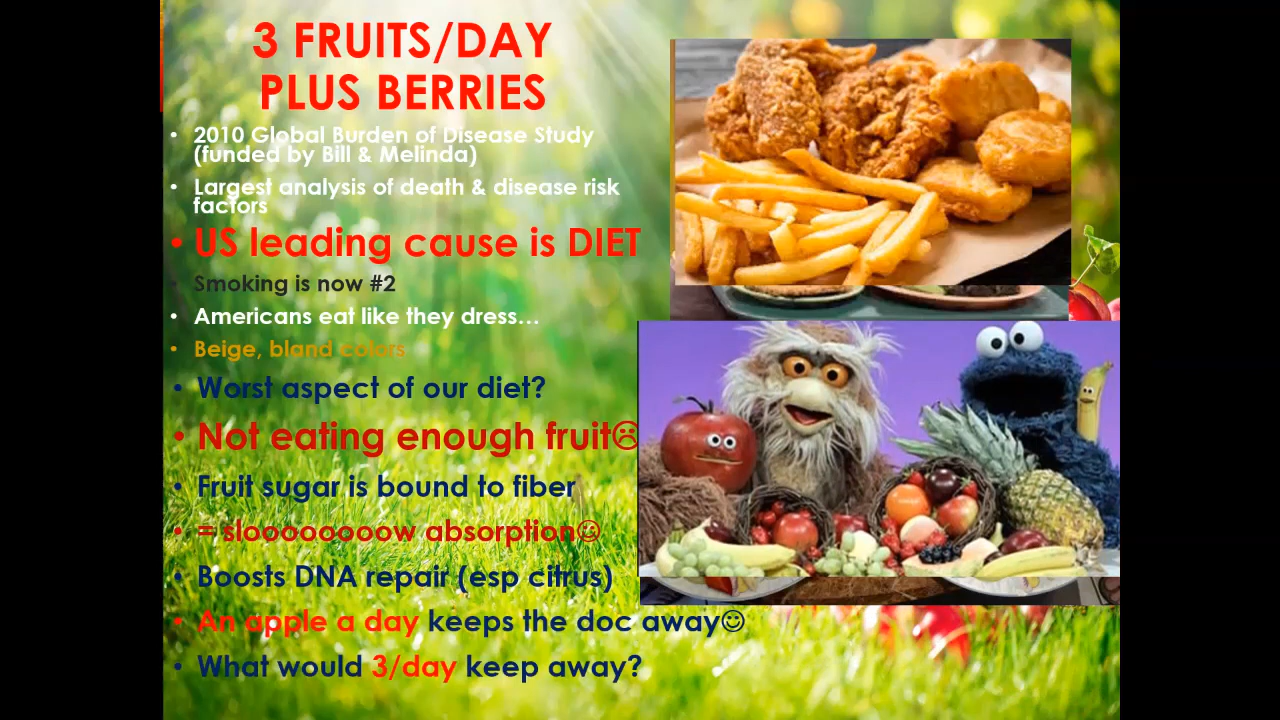 3 FRUITS/DAY
PLUS BERRIES
• 2010 Global Burden of Disease Study
(funded by Bill & Melinda)
• Largest analysis of death & disease risk
factors
• US leading cause is DIET
• Smoking is now #2
• Americans eat like they dress...
• Beige, bland colors
• Worst aspect of our diet?
• Not eating enough fruit☹
• Fruit sugar is bound to fiber
• = slooooooooow absorption☺
• Boosts DNA repair (esp citrus)
• An apple a day keeps the doc away☺
• What would 3/day keep away?